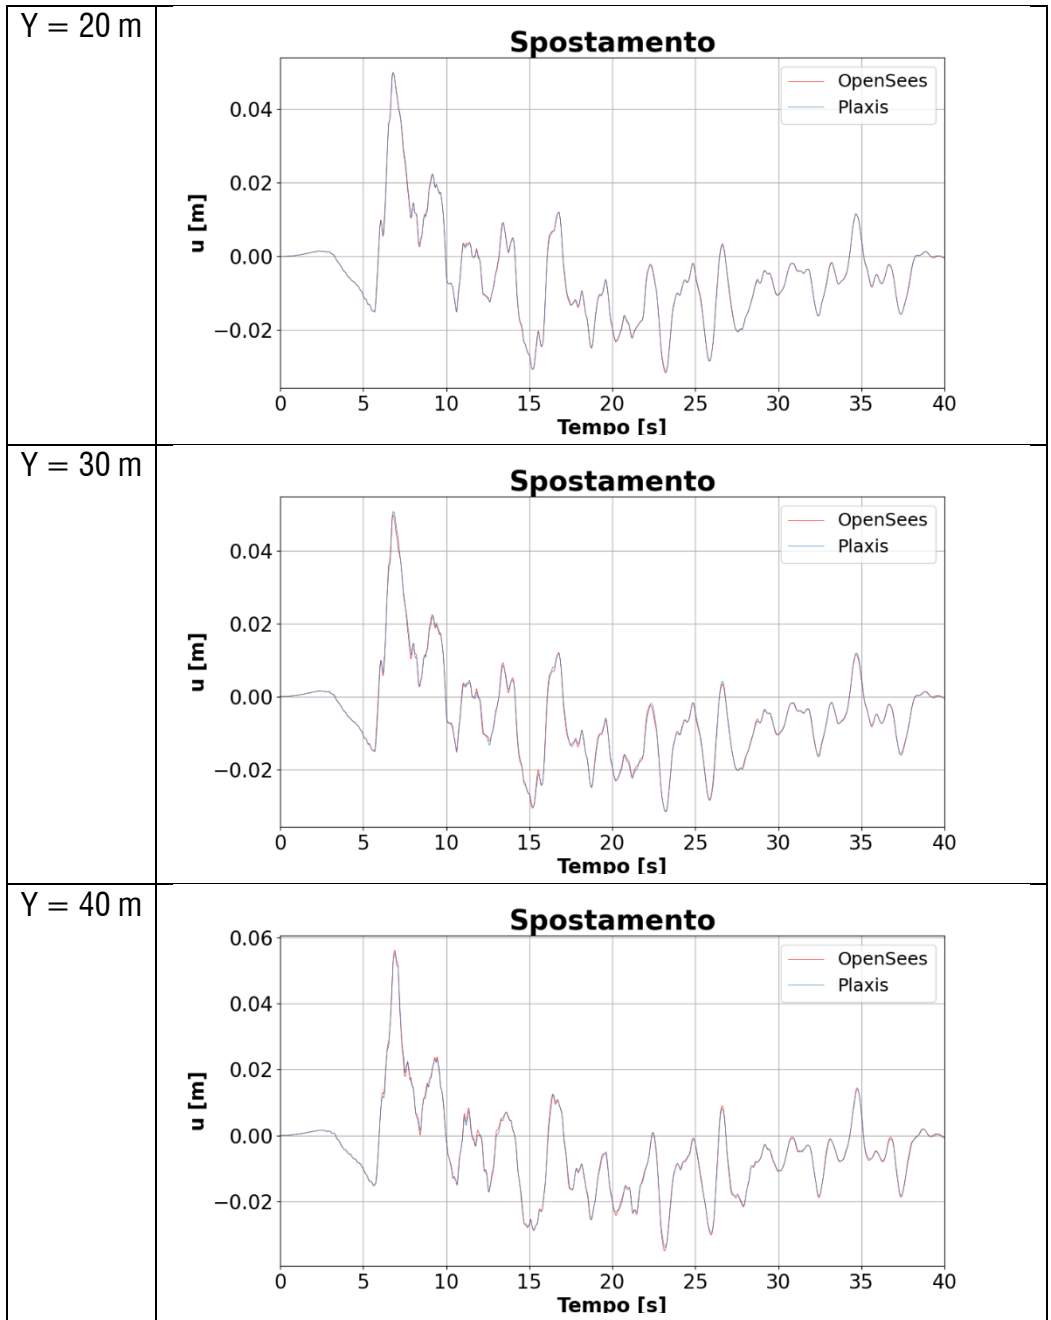 Y = 20 m
Spostamento
OpenSees
Plaxis
u [m]
0.04
0.02
0.00
−0.02
0 5 10 15 20 25 30 35 40
Tempo [s]
Y = 30 m
Spostamento
OpenSees
Plaxis
u [m]
0.04
0.02
0.00
−0.02
0 5 10 15 20 25 30 35 40
Tempo [s]
Y = 40 m
Spostamento
OpenSees
Plaxis
u [m]
0.06
0.04
0.02
0.00
−0.02
0 5 10 15 20 25 30 35 40
Tempo [s]